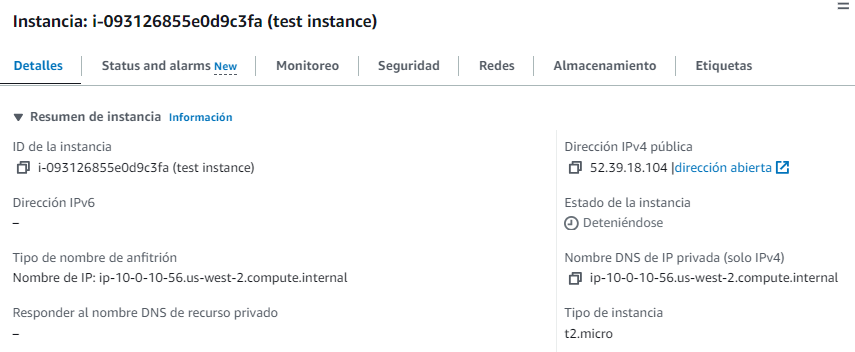 Instancia: i-093126855e0d9c3fa (test instance)
Detalles
Status and alarms New
Monitoreo
Seguridad
Redes
Almacenamiento
Etiquetas
Resumen de instancia Información
ID de la instancia
i-093126855e0d9c3fa (test instance)
Dirección IPv4 pública
52.39.18.104 |dirección abierta
Dirección IPv6
–
Estado de la instancia
Deteniéndose
Tipo de nombre de anfitrión
Nombre de IP: ip-10-0-10-56.us-west-2.compute.internal
Nombre DNS de IP privada (solo IPv4)
ip-10-0-10-56.us-west-2.compute.internal
Responder al nombre DNS de recurso privado
–
Tipo de instancia
t2.micro